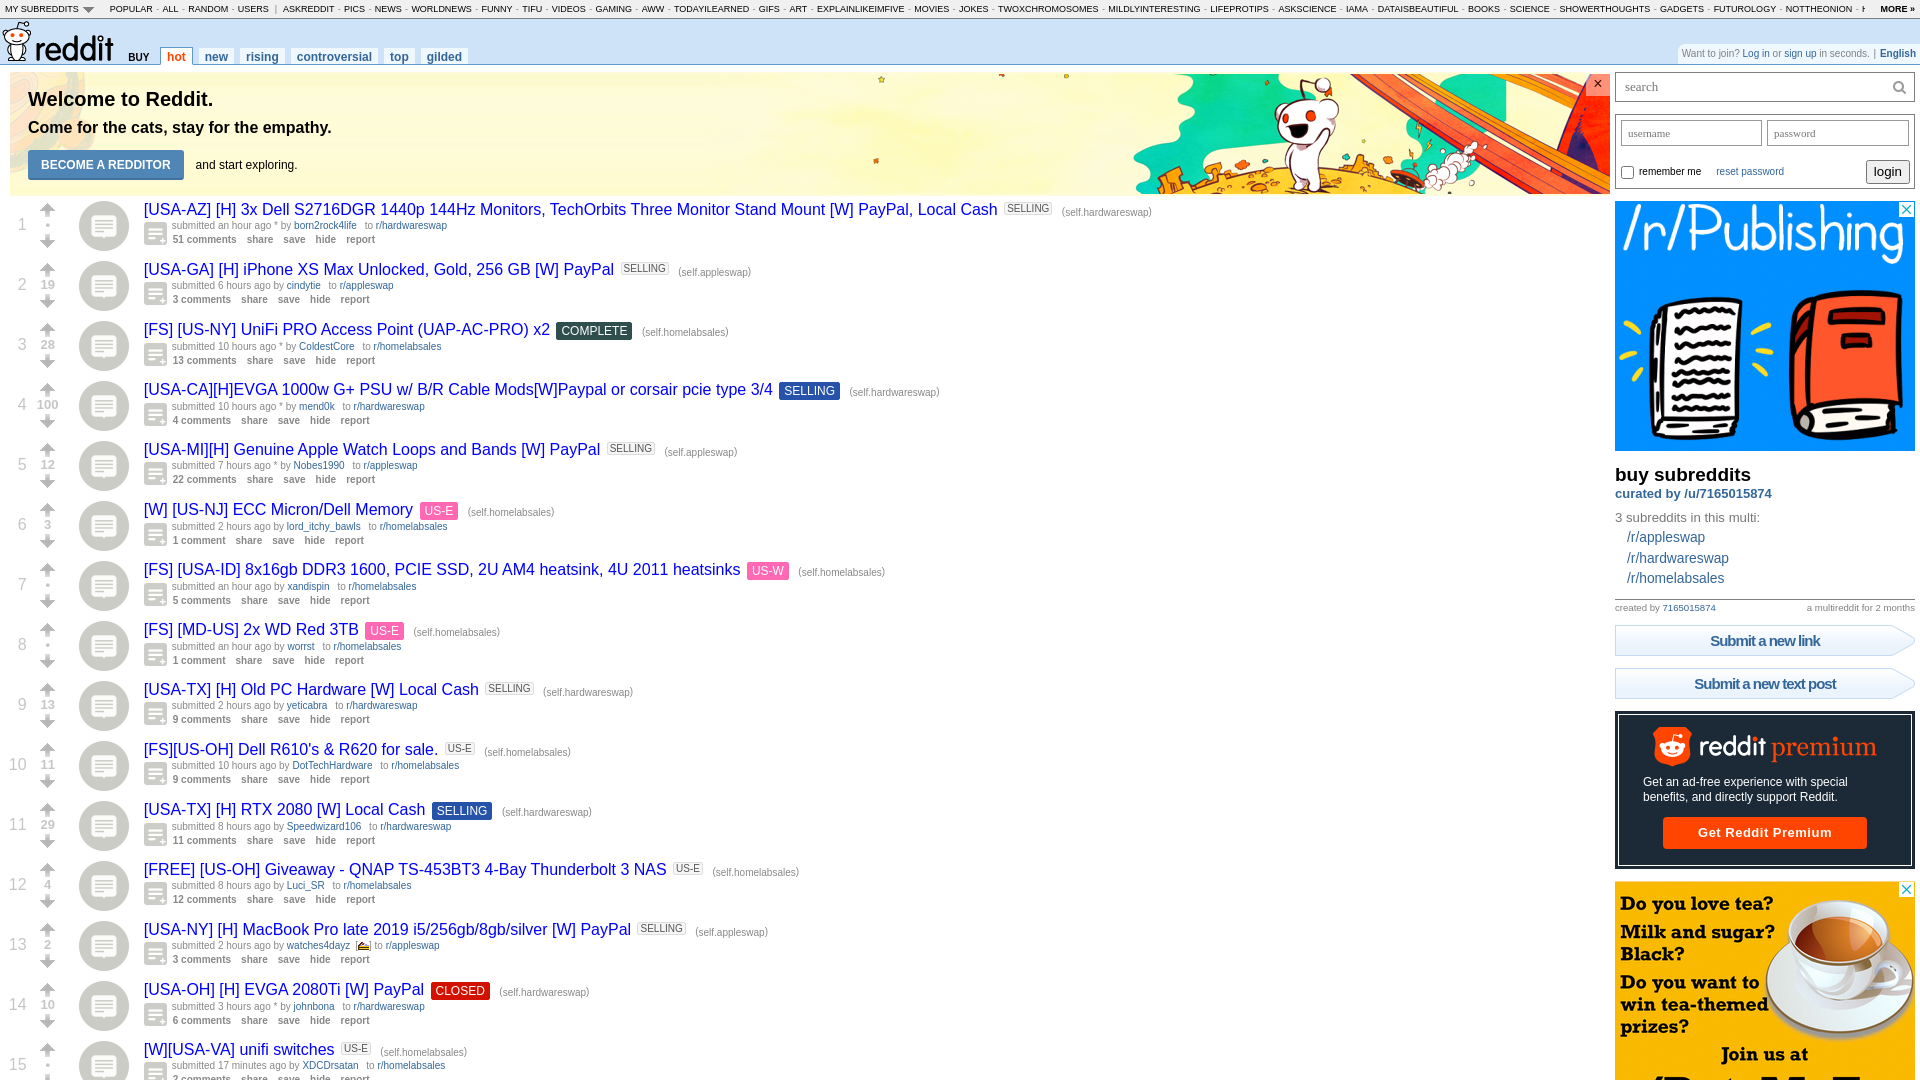 MY SUBREDDITS POPULAR - ALL - RANDOM - USERS | ASKREDDIT - PICS - NEWS - WORLDNEWS - FUNNY - TIFU - VIDEOS - GAMING - AWW - TODAYILEARNED - GIFS - ART - EXPLAINLIKEIMFIVE - MOVIES - JOKES - TWOXCHROMOSOMES - MILDLYINTERESTING - LIFEPROTIPS - ASKSCIENCE - IAMA - DATAISBEAUTIFUL - BOOKS - SCIENCE - SHOWERTHOUGHTS - GADGETS - FUTUROLOGY - NOTTHEONION - MORE »
reddit BUY hot new rising controversial top gilded
Want to join? Log in or sign up in seconds. | English
Welcome to Reddit.
Come for the cats, stay for the empathy.
BECOME A REDDITOR and start exploring.
×
1
[USA-AZ] [H] 3x Dell S2716DGR 1440p 144Hz Monitors, TechOrbits Three Monitor Stand Mount [W] PayPal, Local Cash SELLING (self.hardwareswap)
submitted an hour ago * by born2rock4life to r/hardwareswap
51 comments share save hide report
2 19
[USA-GA] [H] iPhone XS Max Unlocked, Gold, 256 GB [W] PayPal SELLING (self.appleswap)
submitted 6 hours ago by cindytie to r/appleswap
3 comments share save hide report
3 28
[FS] [US-NY] UniFi PRO Access Point (UAP-AC-PRO) x2 COMPLETE (self.homelabsales)
submitted 10 hours ago * by ColdestCore to r/homelabsales
13 comments share save hide report
4 100
[USA-CA][H]EVGA 1000w G+ PSU w/ B/R Cable Mods[W]Paypal or corsair pcie type 3/4 SELLING (self.hardwareswap)
submitted 10 hours ago * by mend0k to r/hardwareswap
4 comments share save hide report
5 12
[USA-MI][H] Genuine Apple Watch Loops and Bands [W] PayPal SELLING (self.appleswap)
submitted 7 hours ago * by Nobes1990 to r/appleswap
22 comments share save hide report
6 3
[W] [US-NJ] ECC Micron/Dell Memory US-E (self.homelabsales)
submitted 2 hours ago by lord_itchy_bawls to r/homelabsales
1 comment share save hide report
7
[FS] [USA-ID] 8x16gb DDR3 1600, PCIE SSD, 2U AM4 heatsink, 4U 2011 heatsinks US-W (self.homelabsales)
submitted an hour ago by xandispin to r/homelabsales
5 comments share save hide report
8
[FS] [MD-US] 2x WD Red 3TB US-E (self.homelabsales)
submitted an hour ago by worrst to r/homelabsales
1 comment share save hide report
9 13
[USA-TX] [H] Old PC Hardware [W] Local Cash SELLING (self.hardwareswap)
submitted 2 hours ago by yeticabra to r/hardwareswap
9 comments share save hide report
10 11
[FS][US-OH] Dell R610's & R620 for sale. US-E (self.homelabsales)
submitted 10 hours ago by DotTechHardware to r/homelabsales
9 comments share save hide report
11 29
[USA-TX] [H] RTX 2080 [W] Local Cash SELLING (self.hardwareswap)
submitted 8 hours ago by Speedwizard106 to r/hardwareswap
11 comments share save hide report
12 4
[FREE] [US-OH] Giveaway - QNAP TS-453BT3 4-Bay Thunderbolt 3 NAS US-E (self.homelabsales)
submitted 8 hours ago by Luci_SR to r/homelabsales
12 comments share save hide report
13 2
[USA-NY] [H] MacBook Pro late 2019 i5/256gb/8gb/silver [W] PayPal SELLING (self.appleswap)
submitted 2 hours ago by watches4dayz [] to r/appleswap
3 comments share save hide report
14 10
[USA-OH] [H] EVGA 2080Ti [W] PayPal CLOSED (self.hardwareswap)
submitted 3 hours ago * by johnbona to r/hardwareswap
6 comments share save hide report
15
[W][USA-VA] unifi switches US-E (self.homelabsales)
submitted 17 minutes ago by XDCDrsatan to r/homelabsales
2 comments share save hide report
search
username password
remember me reset password login
/r/Publishing
buy subreddits
curated by /u/7165015874
3 subreddits in this multi:
/r/appleswap
/r/hardwareswap
/r/homelabsales
created by 7165015874 a multireddit for 2 months
Submit a new link
Submit a new text post
reddit premium
Get an ad-free experience with special
benefits, and directly support Reddit.
Get Reddit Premium
Do you love tea?
Milk and sugar?
Black?
Do you want to
win tea-themed
prizes?
Join us at